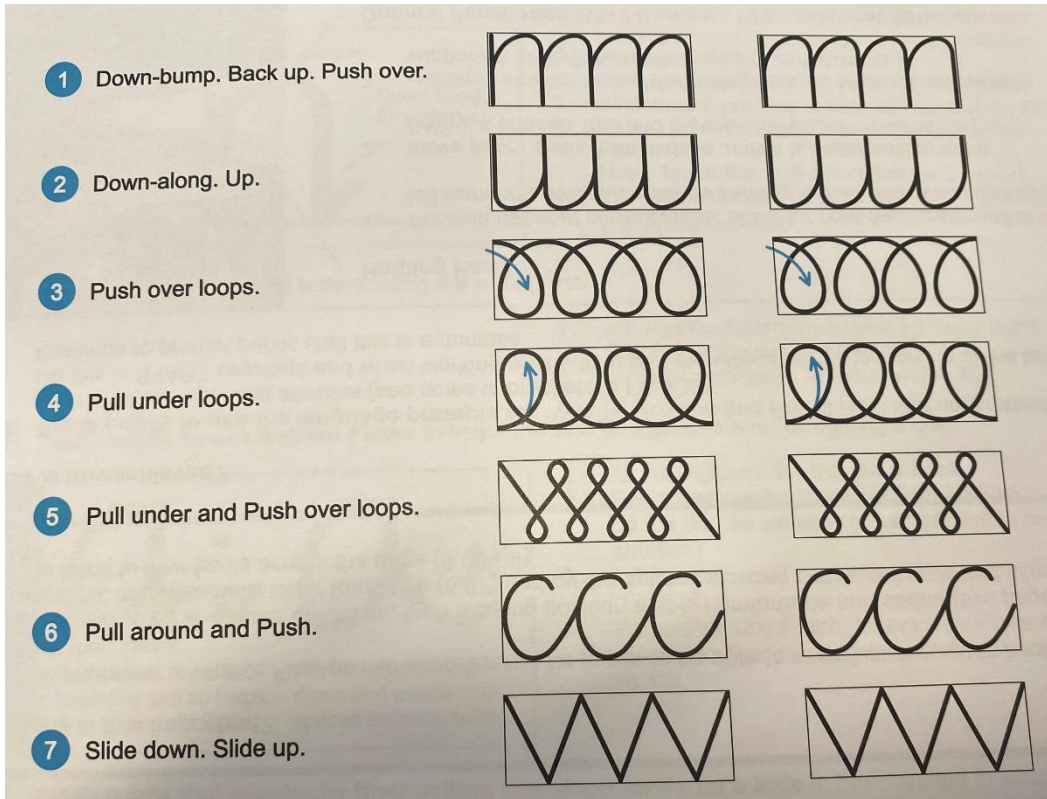 1 Down-bump. Back up. Push over.
2 Down-along. Up.
3 Push over loops.
4 Pull under loops.
5 Pull under and Push over loops.
6 Pull around and Push.
7 Slide down. Slide up.